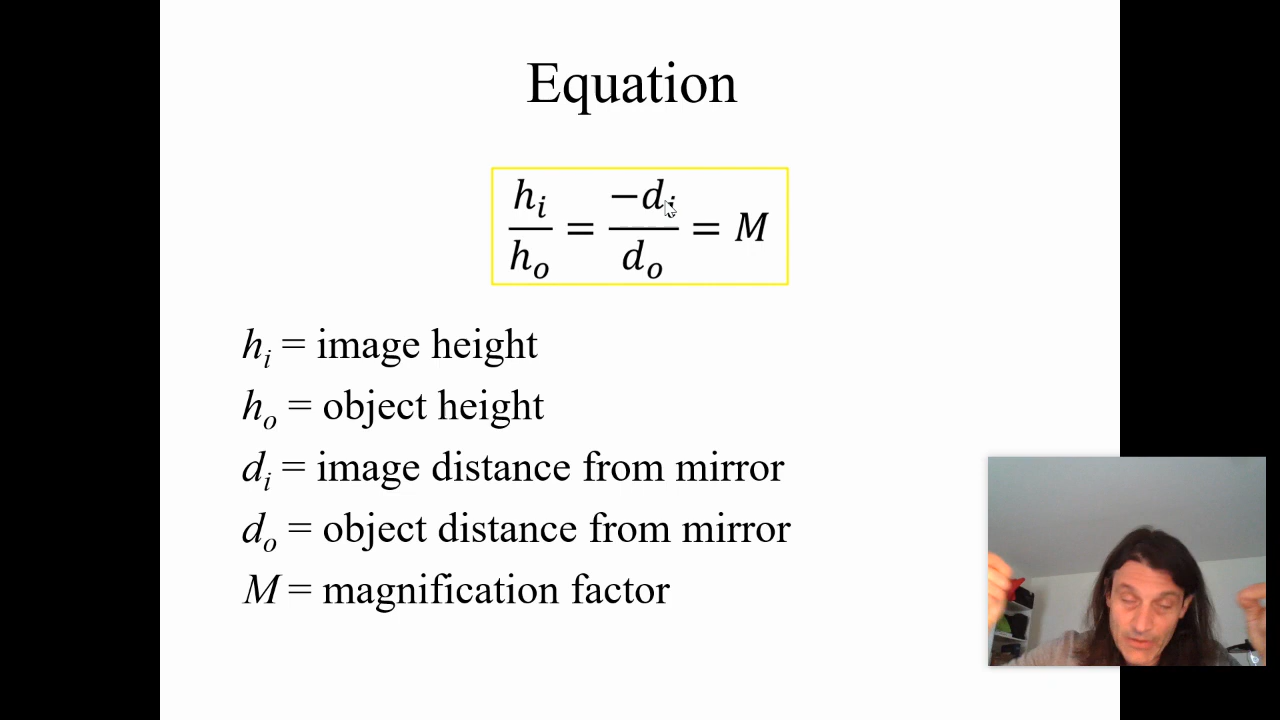 Equation
h_i / h_o = -d_i / d_o = M
h_i = image height
h_o = object height
d_i = image distance from mirror
d_o = object distance from mirror
M = magnification factor